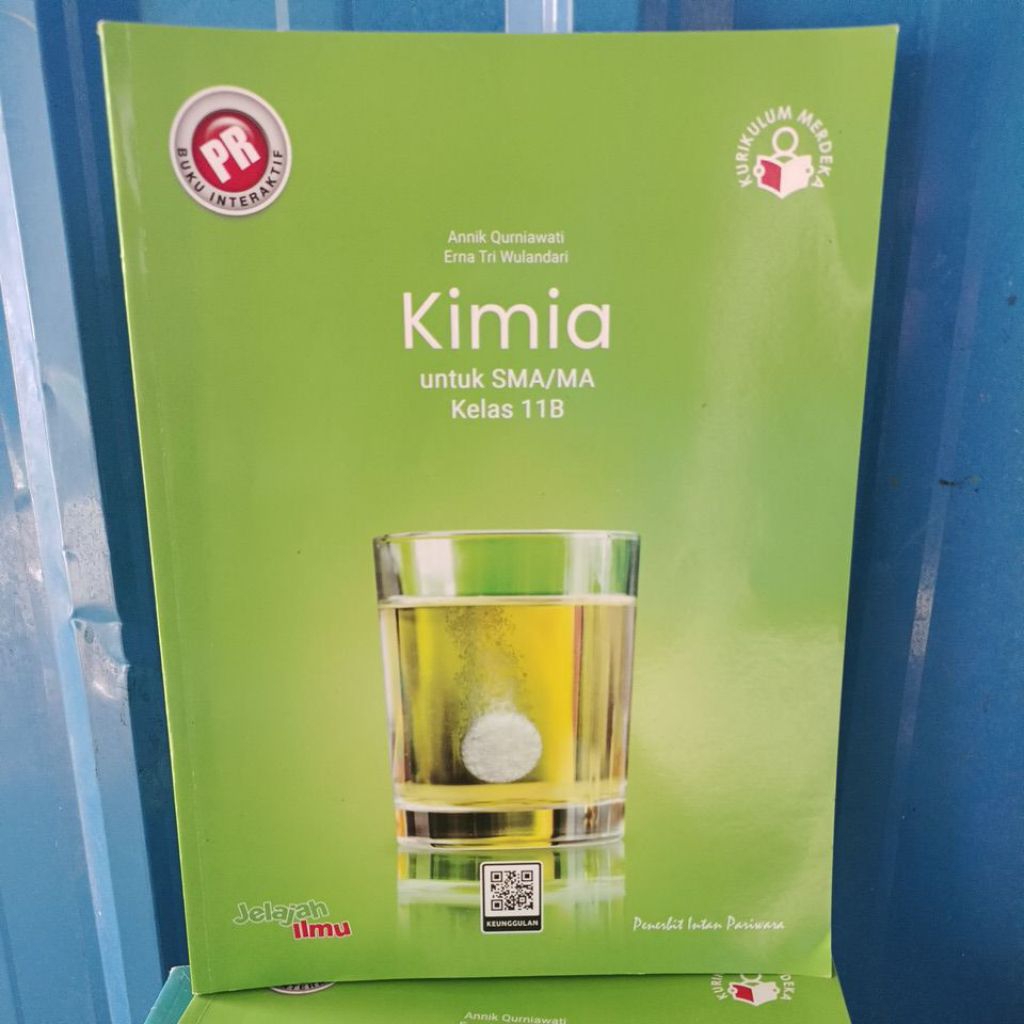 PR
BUKU INTERAKTIF
KURIKULUM MERDEKA
Annik Qurniawati
Erna Tri Wulandari
Kimia
untuk SMA/MA
Kelas 11B
KEUNGGULAN
Jelajah
ilmu
Penerbit Intan Pariwara
Annik Qurniawati